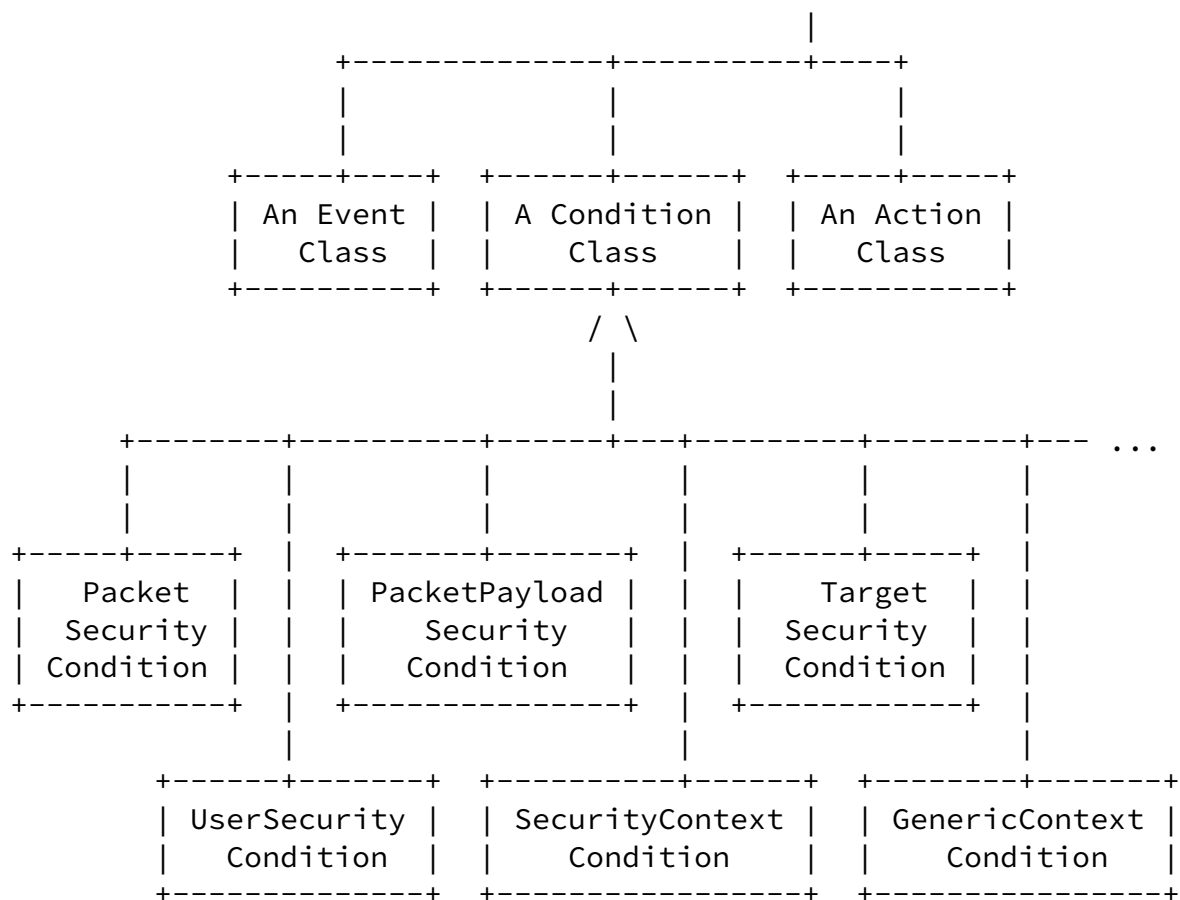 An Event A Condition An Action
Class Class Class
...
Packet PacketPayload Target
Security Security Security
Condition Condition Condition
UserSecurity SecurityContext GenericContext
Condition Condition Condition